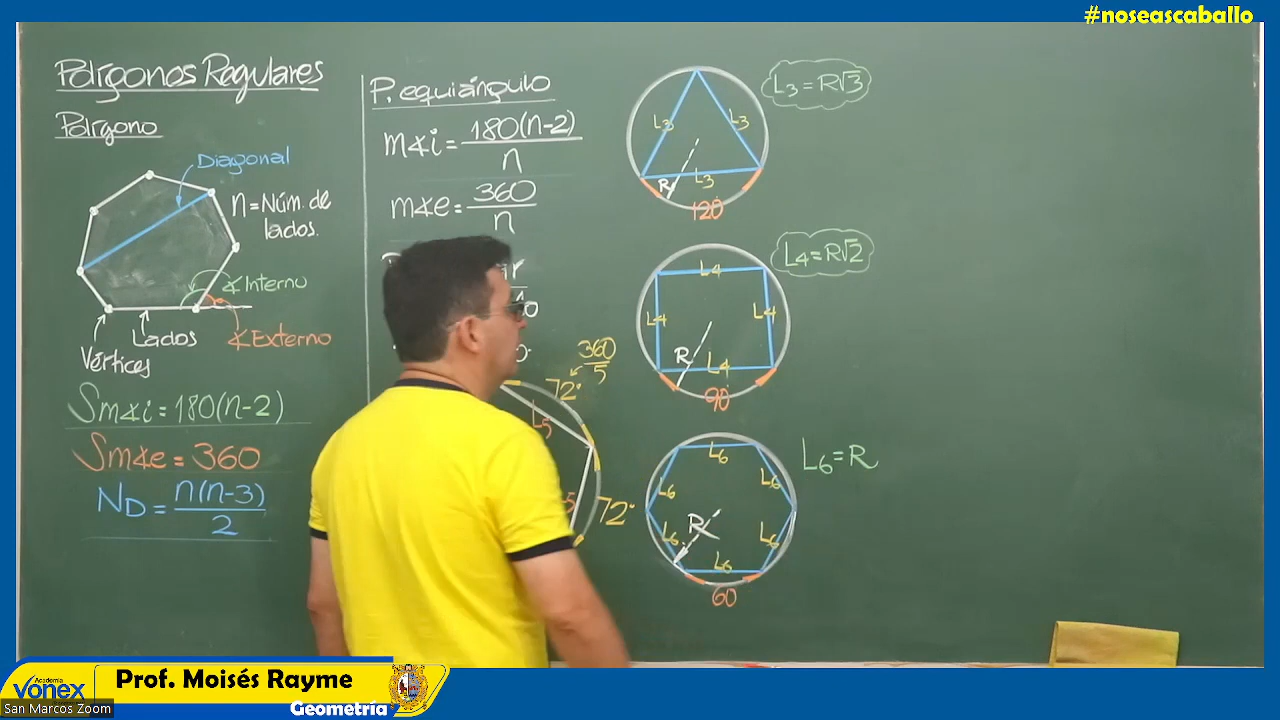 #noseascaballo
Polígonos Regulares
Polígono
Diagonal
n=Núm. de
lados.
∡Interno
∡Externo
Lados
Vértices
Sm∡i=180(n-2)
Sm∡e=360
ND=n(n-3)/2
P. equiángulo
m∡i=180(n-2)/n
m∡e=360/n
72°
360/5
L5
72°
L3=R√3
L3
L3
L3
R
120
L4=R√2
L4
L4
L4
L4
R
90
L6=R
L6
L6
L6
L6
L6
L6
R
60
Academia
VONEX
San Marcos Zoom
Prof. Moisés Rayme
Geometría